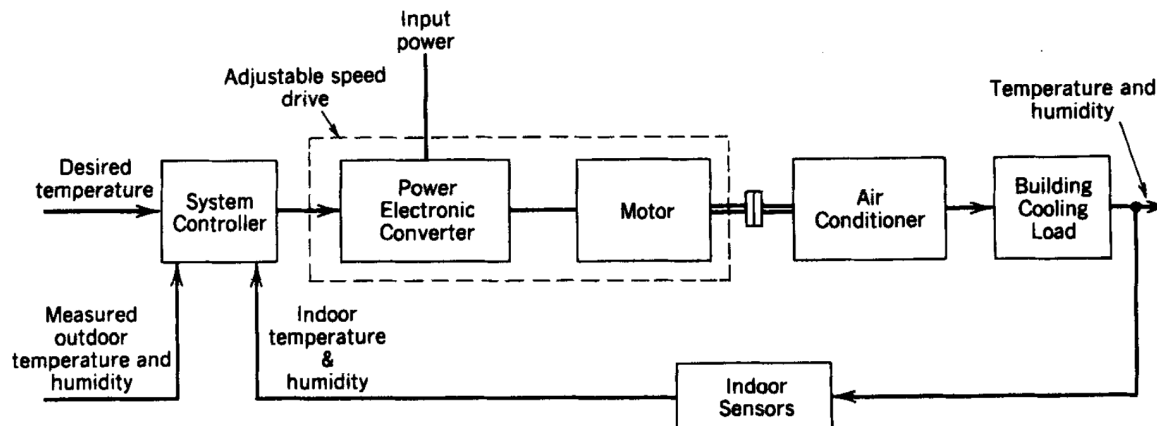 Input
power
Adjustable speed
drive
Temperature and
humidity
Desired
temperature
System
Controller
Power
Electronic
Converter
Motor
Air
Conditioner
Building
Cooling
Load
Measured
outdoor
temperature and
humidity
Indoor
temperature
&
humidity
Indoor
Sensors